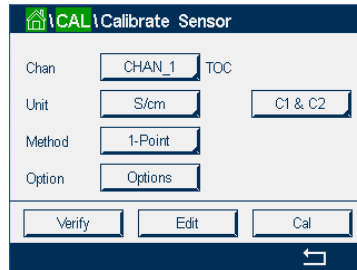 \CAL\Calibrate Sensor
Chan CHAN_1 TOC
Unit S/cm C1 & C2
Method 1-Point
Option Options
Verify Edit Cal